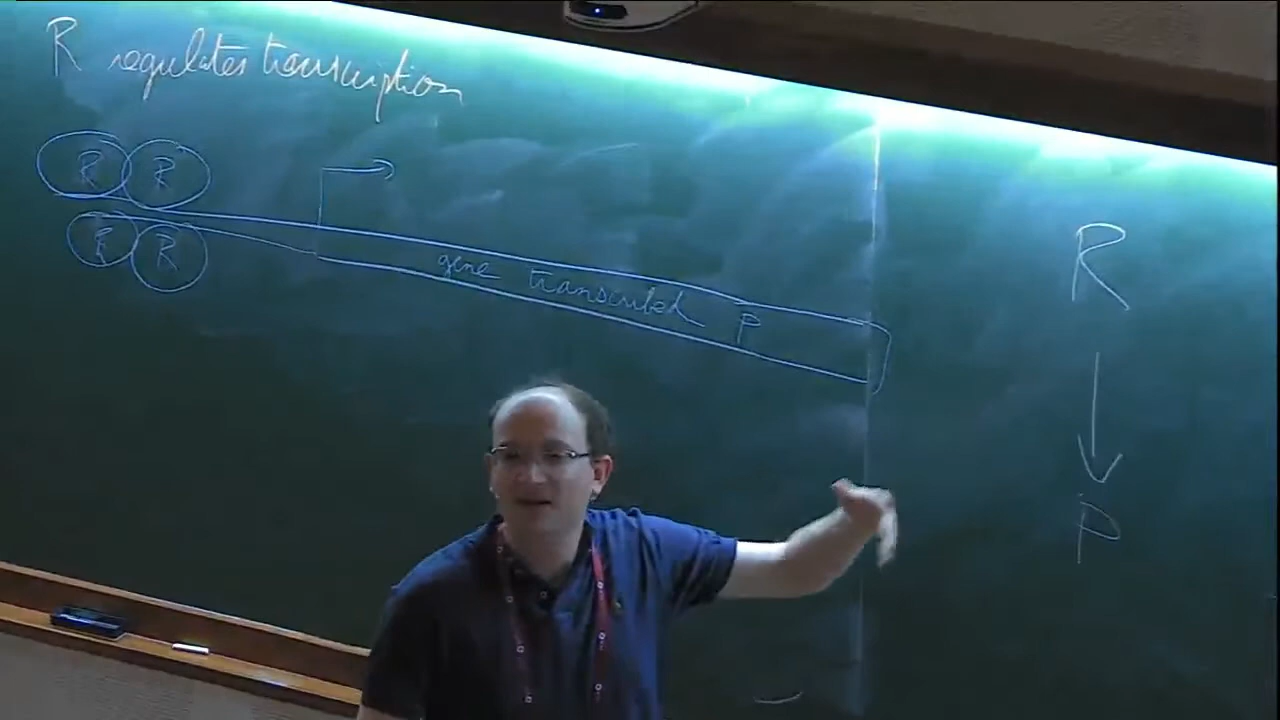 R regulates transcription
R R
R R
gene transcribed P
R
P